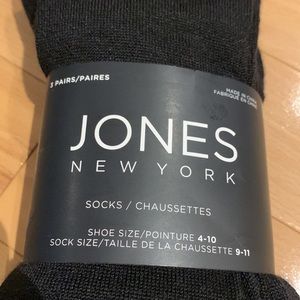 3 PAIRS/PAIRES
MADE IN CHINA
FABRIQUÉ EN CHINE
JONES
NEW YORK
SOCKS / CHAUSSETTES
SHOE SIZE/POINTURE 4-10
SOCK SIZE/TAILLE DE LA CHAUSSETTE 9-11